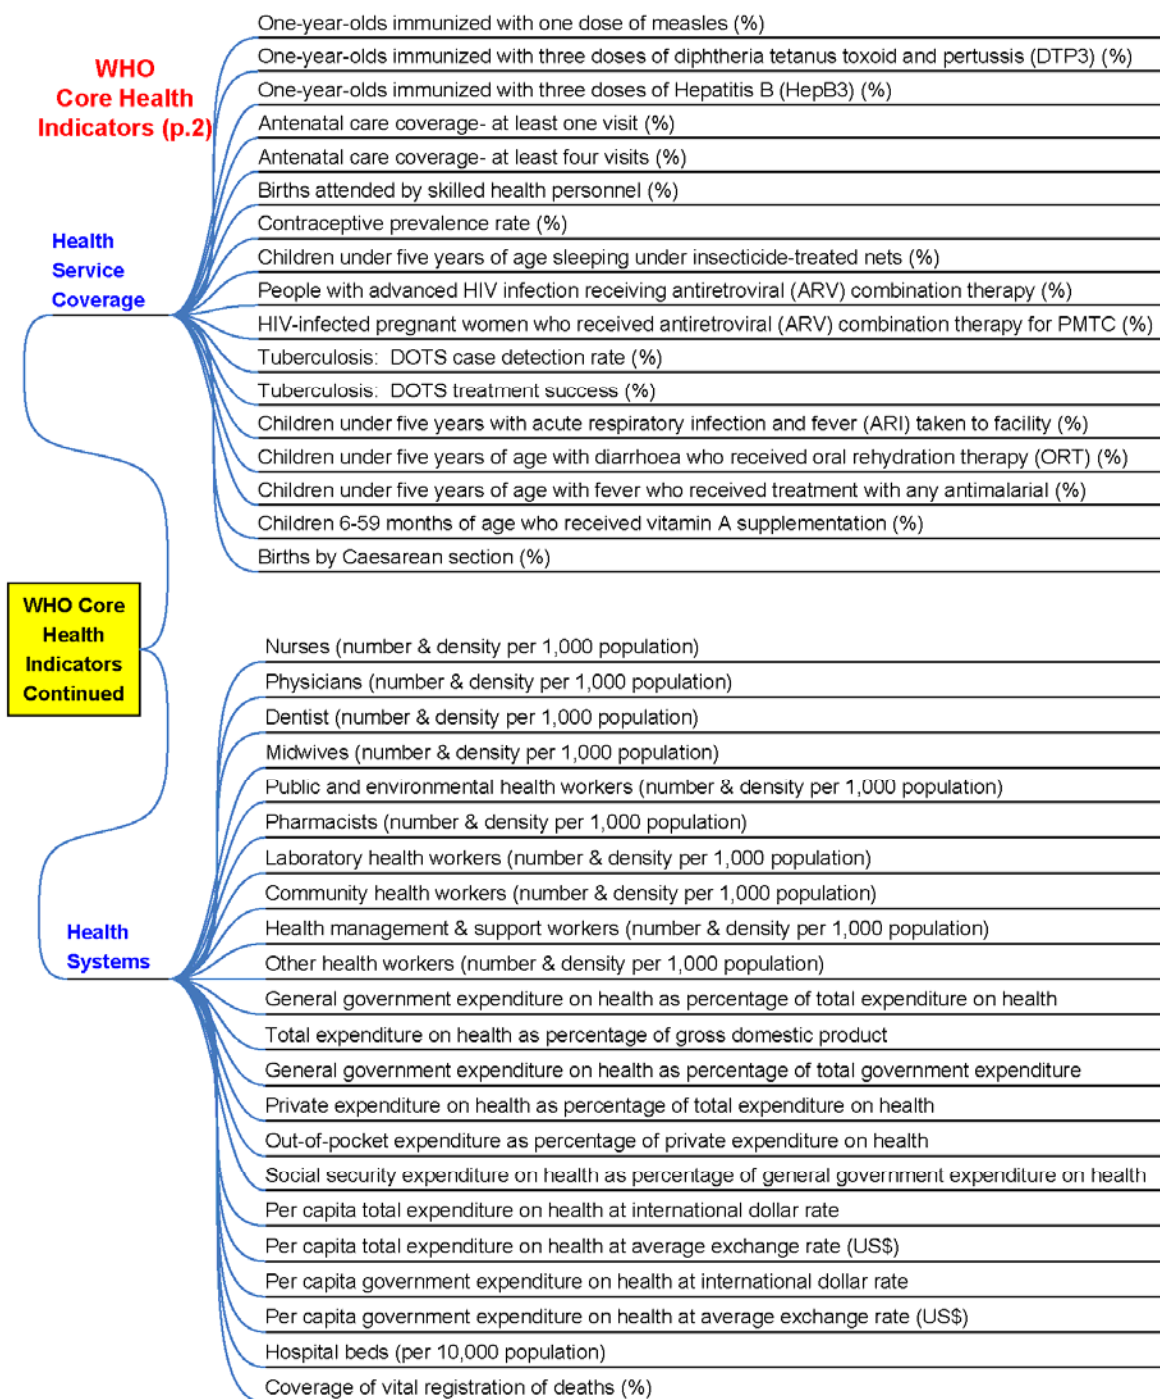 WHO
Core Health
Indicators (p.2)
Health
Service
Coverage
One-year-olds immunized with one dose of measles (%)
One-year-olds immunized with three doses of diphtheria tetanus toxoid and pertussis (DTP3) (%)
One-year-olds immunized with three doses of Hepatitis B (HepB3) (%)
Antenatal care coverage- at least one visit (%)
Antenatal care coverage- at least four visits (%)
Births attended by skilled health personnel (%)
Contraceptive prevalence rate (%)
Children under five years of age sleeping under insecticide-treated nets (%)
People with advanced HIV infection receiving antiretroviral (ARV) combination therapy (%)
HIV-infected pregnant women who received antiretroviral (ARV) combination therapy for PMTC (%)
Tuberculosis: DOTS case detection rate (%)
Tuberculosis: DOTS treatment success (%)
Children under five years with acute respiratory infection and fever (ARI) taken to facility (%)
Children under five years of age with diarrhoea who received oral rehydration therapy (ORT) (%)
Children under five years of age with fever who received treatment with any antimalarial (%)
Children 6-59 months of age who received vitamin A supplementation (%)
Births by Caesarean section (%)
WHO Core
Health
Indicators
Continued
Health
Systems
Nurses (number & density per 1,000 population)
Physicians (number & density per 1,000 population)
Dentist (number & density per 1,000 population)
Midwives (number & density per 1,000 population)
Public and environmental health workers (number & density per 1,000 population)
Pharmacists (number & density per 1,000 population)
Laboratory health workers (number & density per 1,000 population)
Community health workers (number & density per 1,000 population)
Health management & support workers (number & density per 1,000 population)
Other health workers (number & density per 1,000 population)
General government expenditure on health as percentage of total expenditure on health
Total expenditure on health as percentage of gross domestic product
General government expenditure on health as percentage of total government expenditure
Private expenditure on health as percentage of total expenditure on health
Out-of-pocket expenditure as percentage of private expenditure on health
Social security expenditure on health as percentage of general government expenditure on health
Per capita total expenditure on health at international dollar rate
Per capita total expenditure on health at average exchange rate (US$)
Per capita government expenditure on health at international dollar rate
Per capita government expenditure on health at average exchange rate (US$)
Hospital beds (per 10,000 population)
Coverage of vital registration of deaths (%)